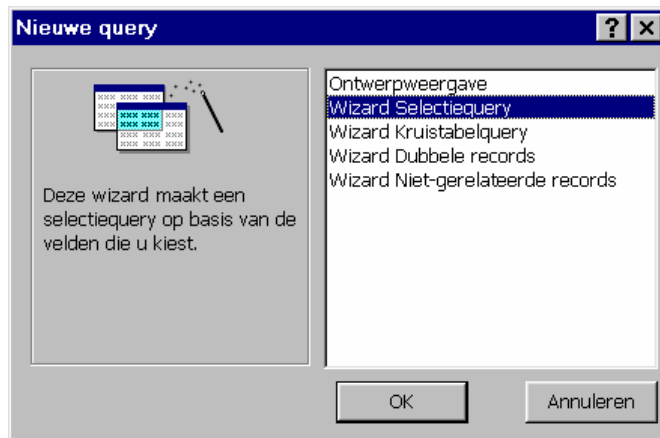 Nieuwe query
Ontwerpweergave
Wizard Selectiequery
Wizard Kruistabelquery
Wizard Dubbele records
Wizard Niet-gerelateerde records
Deze wizard maakt een
selectiequery op basis van de
velden die u kiest.
OK
Annuleren